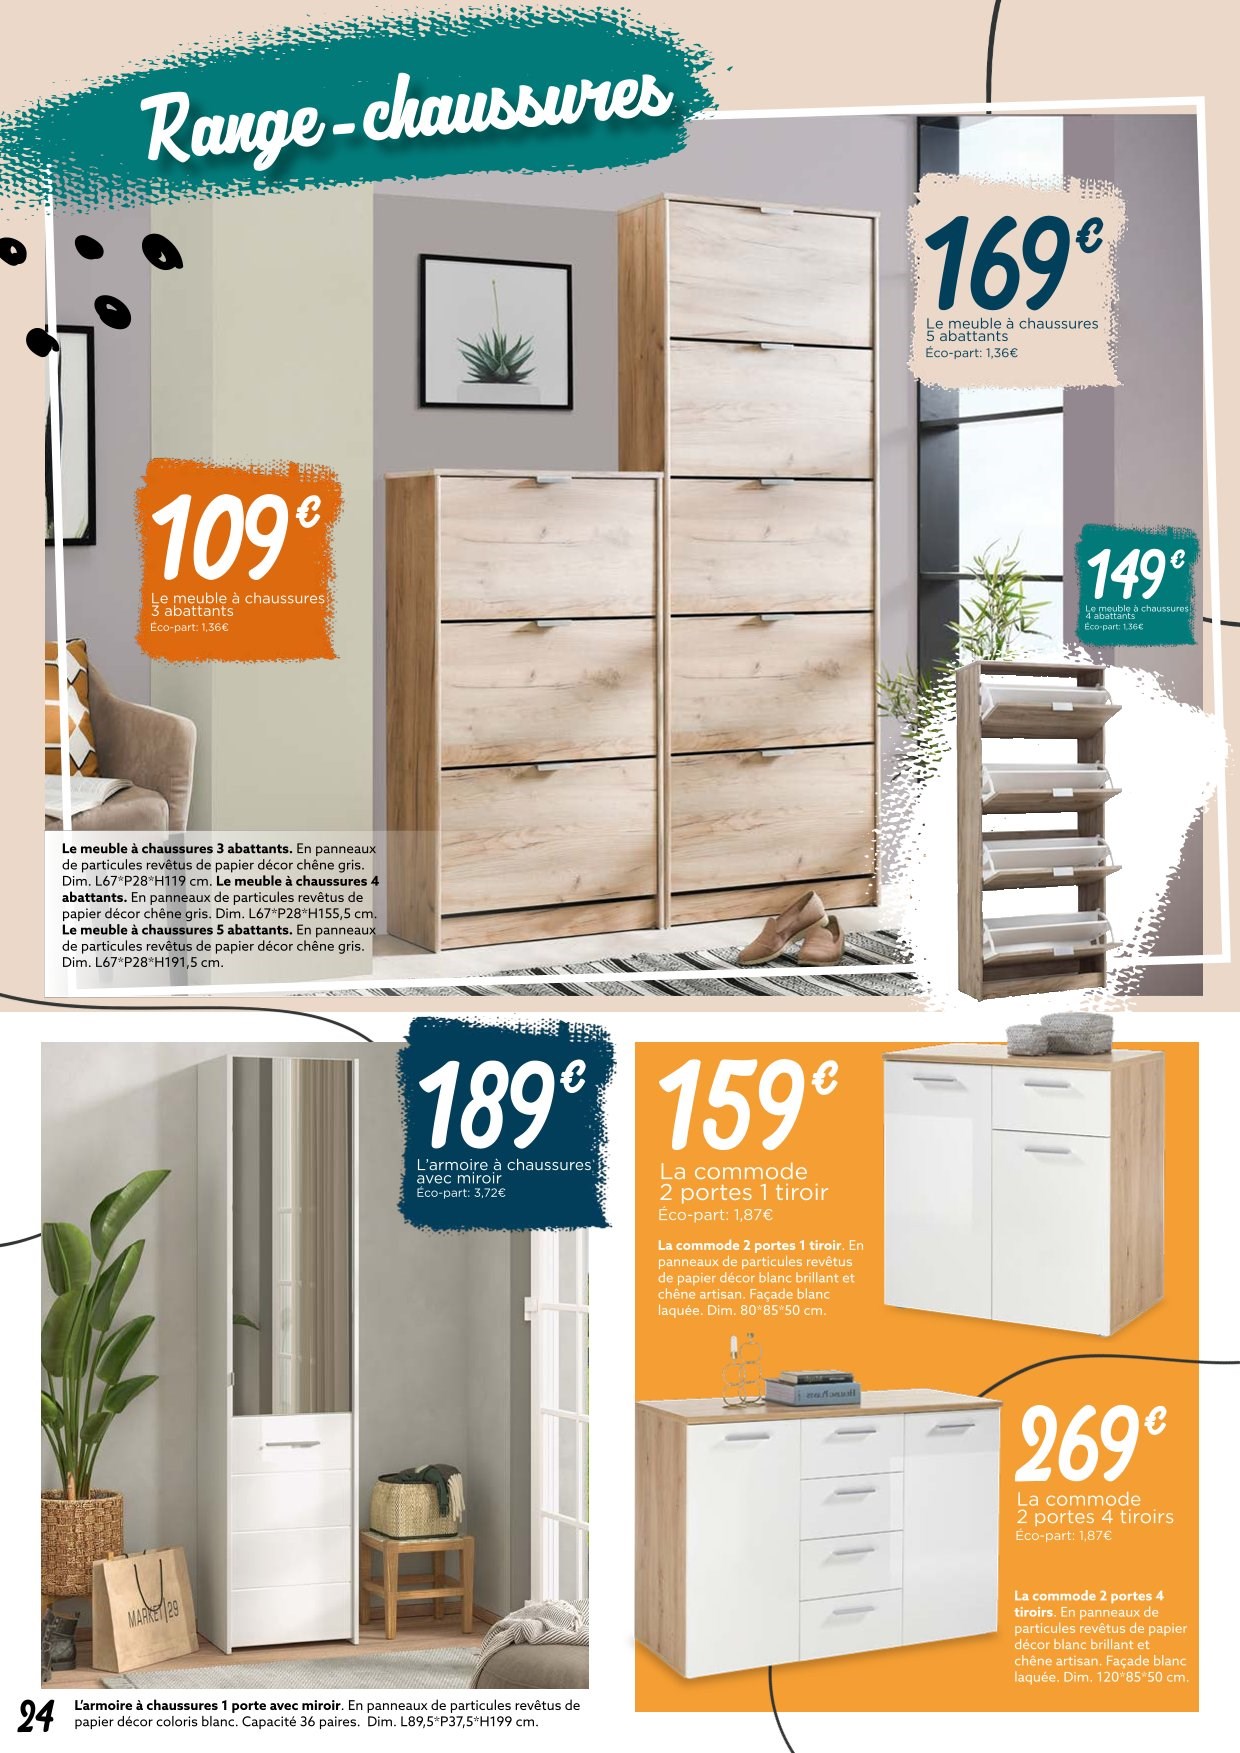 Range-chaussures
169€
Le meuble à chaussures
5 abattants
Éco-part: 1,36€
109€
Le meuble à chaussures
3 abattants
Éco-part: 1,36€
149€
Le meuble à chaussures
4 abattants
Éco-part: 1,36€
Le meuble à chaussures 3 abattants. En panneaux
de particules revêtus de papier décor chêne gris.
Dim. L67*P28*H119 cm. Le meuble à chaussures 4
abattants. En panneaux de particules revêtus de
papier décor chêne gris. Dim. L67*P28*H155,5 cm.
Le meuble à chaussures 5 abattants. En panneaux
de particules revêtus de papier décor chêne gris.
Dim. L67*P28*H191,5 cm.
189€
L'armoire à chaussures
avec miroir
Éco-part: 3,72€
MARKET 29
159€
La commode
2 portes 1 tiroir
Éco-part: 1,87€
La commode 2 portes 1 tiroir. En
panneaux de particules revêtus
de papier décor blanc brillant et
chêne artisan. Façade blanc
laquée. Dim. 80*85*50 cm.
269€
La commode
2 portes 4 tiroirs
Éco-part: 1,87€
La commode 2 portes 4
tiroirs. En panneaux de
particules revêtus de papier
décor blanc brillant et
chêne artisan. Façade blanc
laquée. Dim. 120*85*50 cm.
24
L'armoire à chaussures 1 porte avec miroir. En panneaux de particules revêtus de
papier décor coloris blanc. Capacité 36 paires. Dim. L89,5*P37,5*H199 cm.